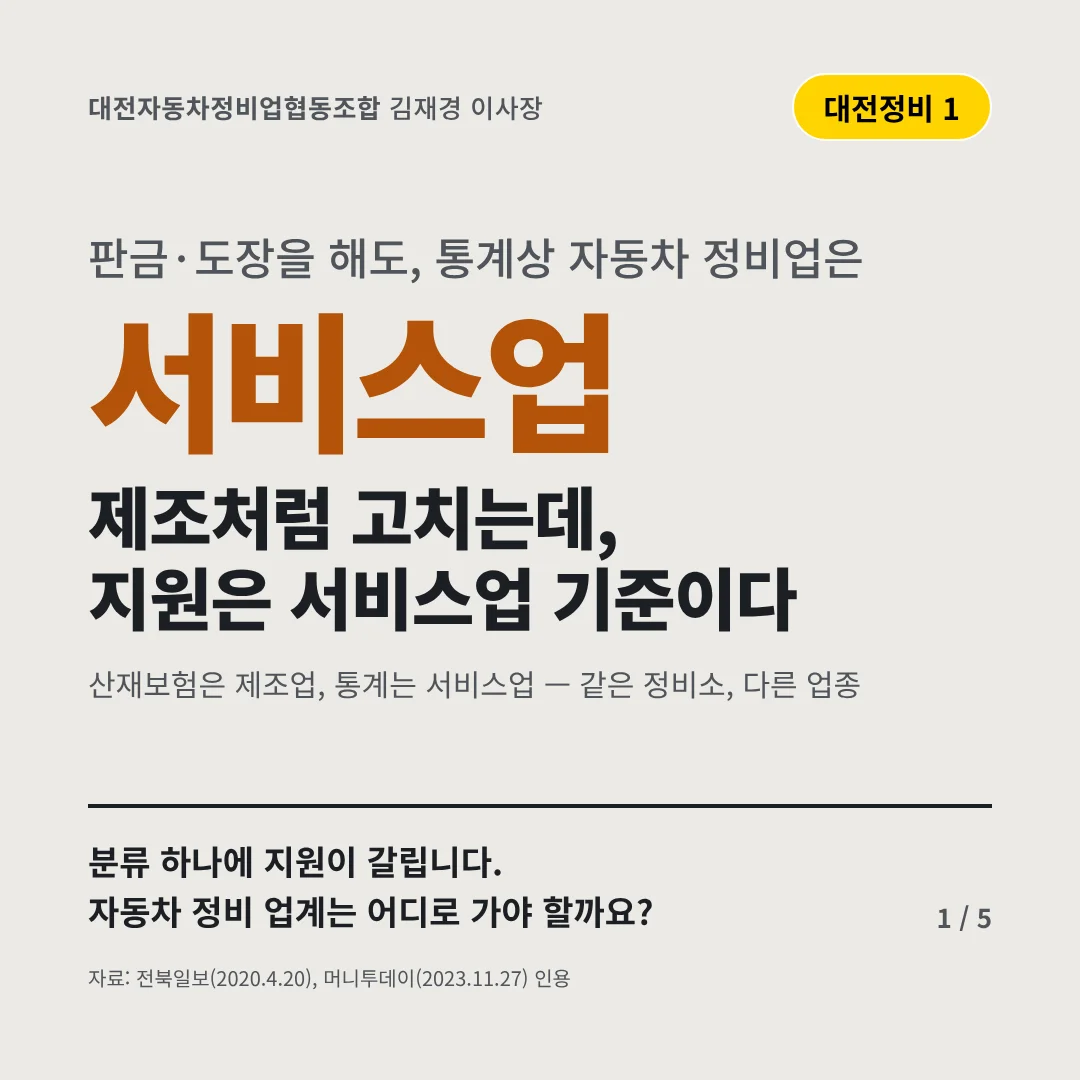 대전자동차정비업협동조합 김재경 이사장
대전정비 1
판금·도장을 해도, 통계상 자동차 정비업은
서비스업
제조처럼 고치는데,
지원은 서비스업 기준이다
산재보험은 제조업, 통계는 서비스업 — 같은 정비소, 다른 업종
분류 하나에 지원이 갈립니다.
자동차 정비 업계는 어디로 가야 할까요?
1 / 5
자료: 전북일보(2020.4.20), 머니투데이(2023.11.27) 인용